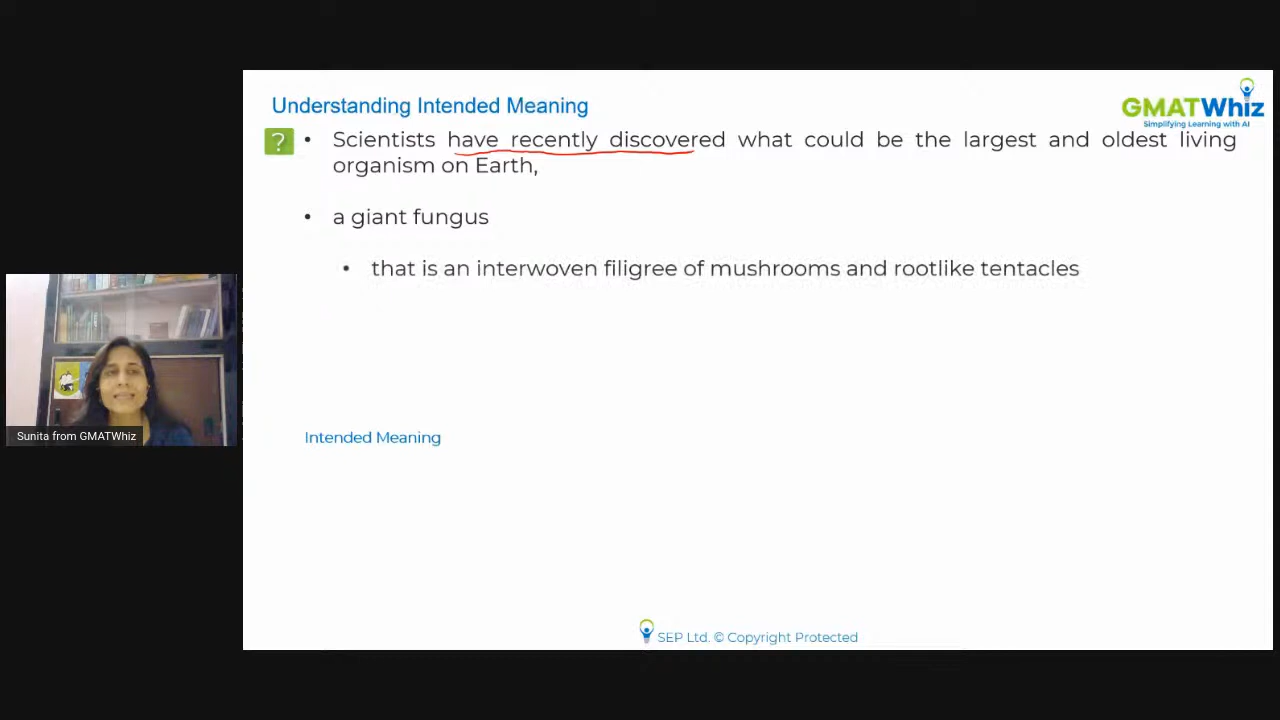 Understanding Intended Meaning
GMATWhiz
Simplifying Learning with AI
? • Scientists have recently discovered what could be the largest and oldest living
organism on Earth,
• a giant fungus
• that is an interwoven filigree of mushrooms and rootlike tentacles
Sunita from GMATWhiz
Intended Meaning
SEP Ltd. © Copyright Protected